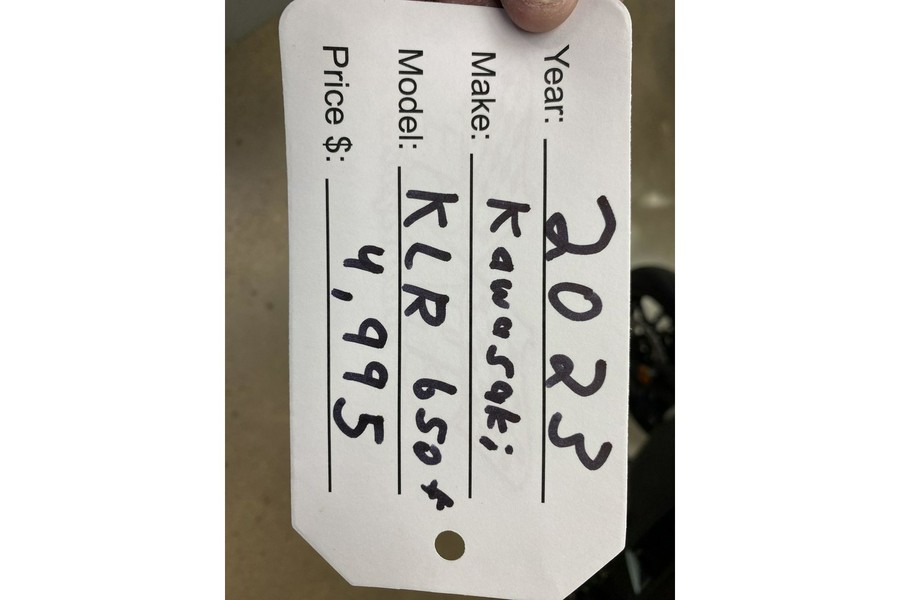 Year: 2023
Make: Kawasaki
Model: KLR 650
Price $: 4,995